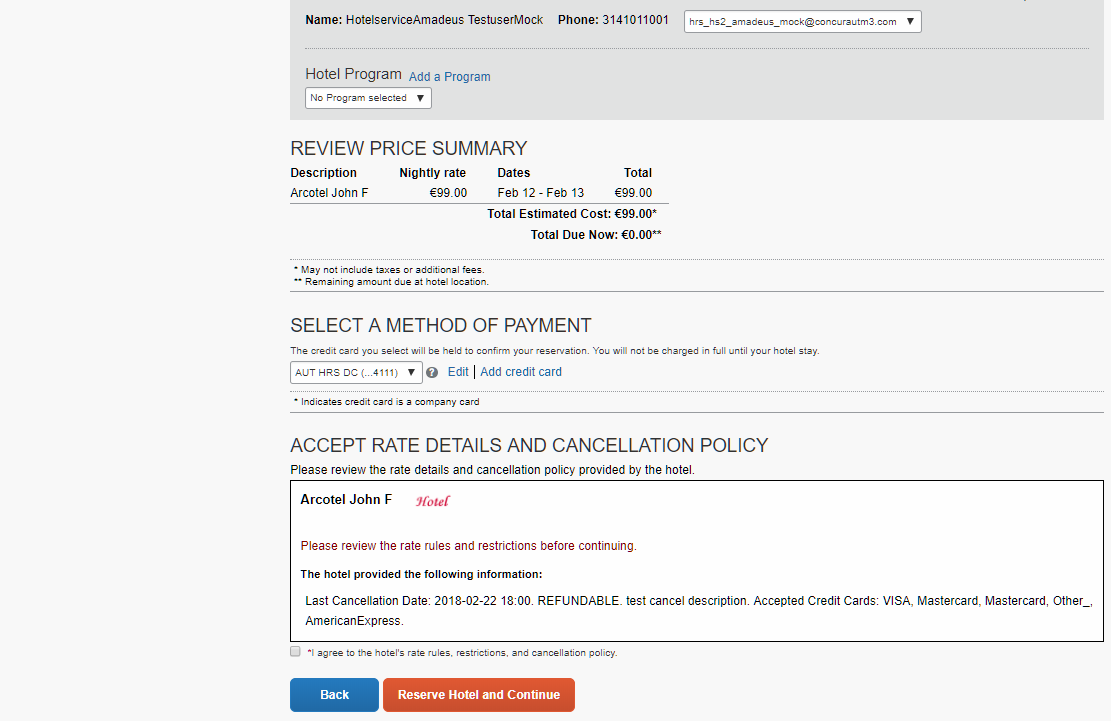 Name: HotelserviceAmadeus TestuserMock Phone: 3141011001 hrs_hs2_amadeus_mock@concurautm3.com ▼
Hotel Program Add a Program
No Program selected ▼
REVIEW PRICE SUMMARY
Description Nightly rate Dates Total
Arcotel John F €99.00 Feb 12 - Feb 13 €99.00
Total Estimated Cost: €99.00*
Total Due Now: €0.00**
* May not include taxes or additional fees.
** Remaining amount due at hotel location.
SELECT A METHOD OF PAYMENT
The credit card you select will be held to confirm your reservation. You will not be charged in full until your hotel stay.
AUT HRS DC (...4111) ▼ ? Edit | Add credit card
* Indicates credit card is a company card
ACCEPT RATE DETAILS AND CANCELLATION POLICY
Please review the rate details and cancellation policy provided by the hotel.
Arcotel John F Hotel
Please review the rate rules and restrictions before continuing.
The hotel provided the following information:
Last Cancellation Date: 2018-02-22 18:00. REFUNDABLE. test cancel description. Accepted Credit Cards: VISA, Mastercard, Mastercard, Other_,
AmericanExpress.
*I agree to the hotel's rate rules, restrictions, and cancellation policy.
Back Reserve Hotel and Continue